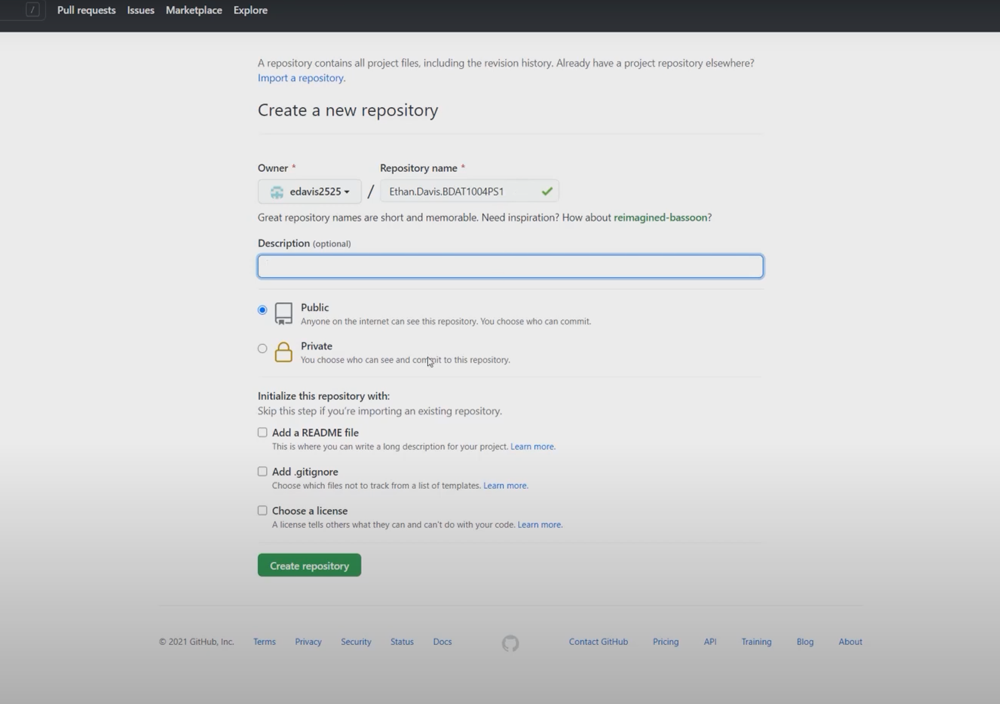 / Pull requests Issues Marketplace Explore
A repository contains all project files, including the revision history. Already have a project repository elsewhere?
Import a repository.
Create a new repository
Owner * Repository name *
edavis2525 / Ethan.Davis.BDAT1004PS1
Great repository names are short and memorable. Need inspiration? How about reimagined-bassoon?
Description (optional)
Public
Anyone on the internet can see this repository. You choose who can commit.
Private
You choose who can see and commit to this repository.
Initialize this repository with:
Skip this step if you're importing an existing repository.
Add a README file
This is where you can write a long description for your project. Learn more.
Add .gitignore
Choose which files not to track from a list of templates. Learn more.
Choose a license
A license tells others what they can and can't do with your code. Learn more.
Create repository
© 2021 GitHub, Inc. Terms Privacy Security Status Docs Contact GitHub Pricing API Training Blog About